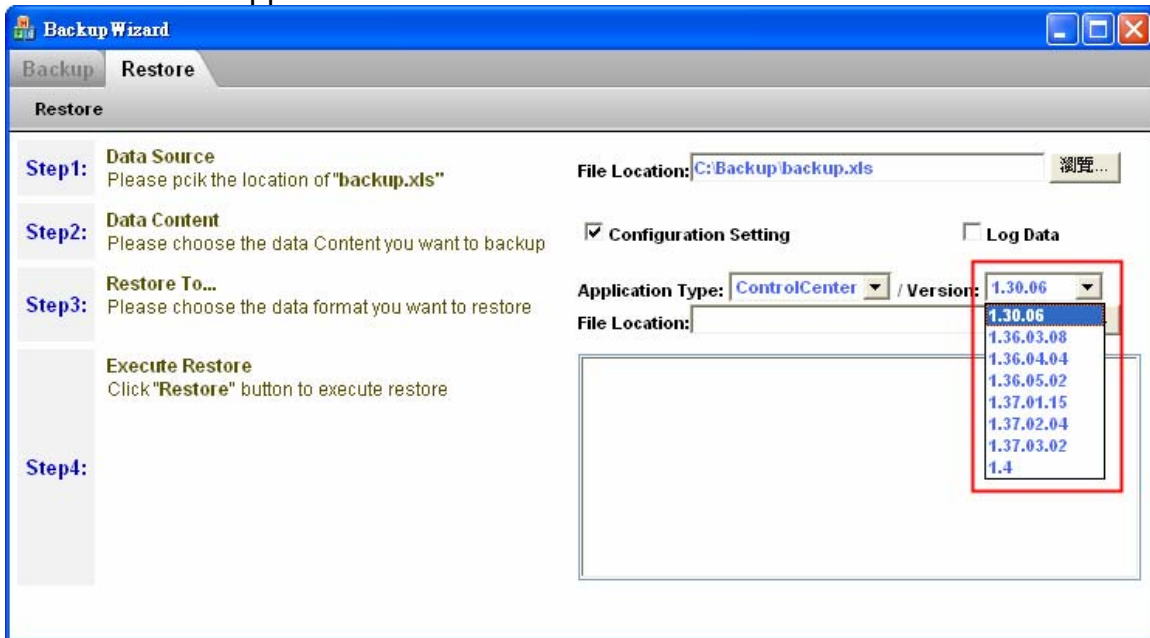 Backup Wizard
Backup Restore
Restore
Step1: Data Source
Please pcik the location of "backup.xls"
File Location: C:\Backup\backup.xls 瀏覽...
Step2: Data Content
Please choose the data Content you want to backup
Configuration Setting Log Data
Step3: Restore To...
Please choose the data format you want to restore
Application Type: ControlCenter / Version: 1.30.06
File Location:
1.30.06
1.36.03.08
1.36.04.04
1.36.05.02
1.37.01.15
1.37.02.04
1.37.03.02
1.4
Step4: Execute Restore
Click "Restore" button to execute restore